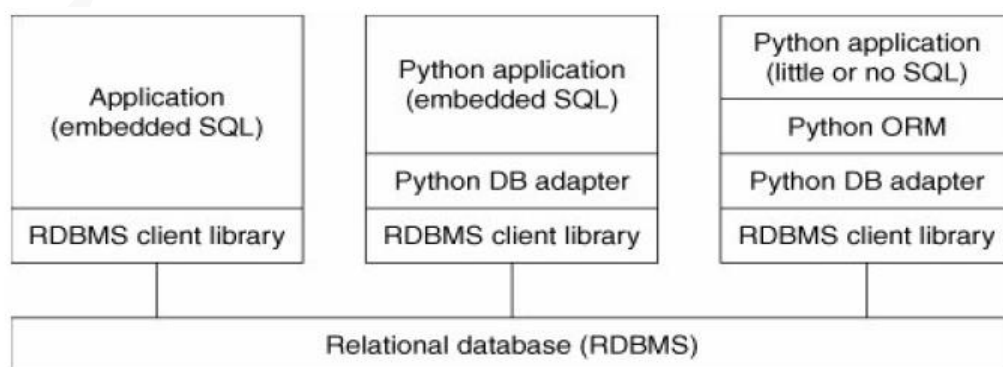 Application
(embedded SQL)
RDBMS client library
Python application
(embedded SQL)
Python DB adapter
RDBMS client library
Python application
(little or no SQL)
Python ORM
Python DB adapter
RDBMS client library
Relational database (RDBMS)